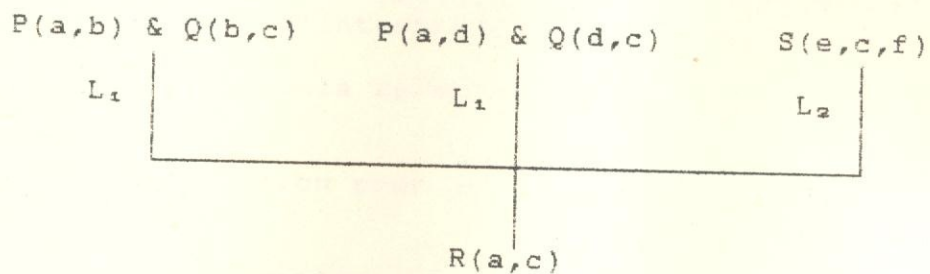 P(a,b) & Q(b,c) P(a,d) & Q(d,c) S(e,c,f)
L₁ L₁ L₂
R(a,c)